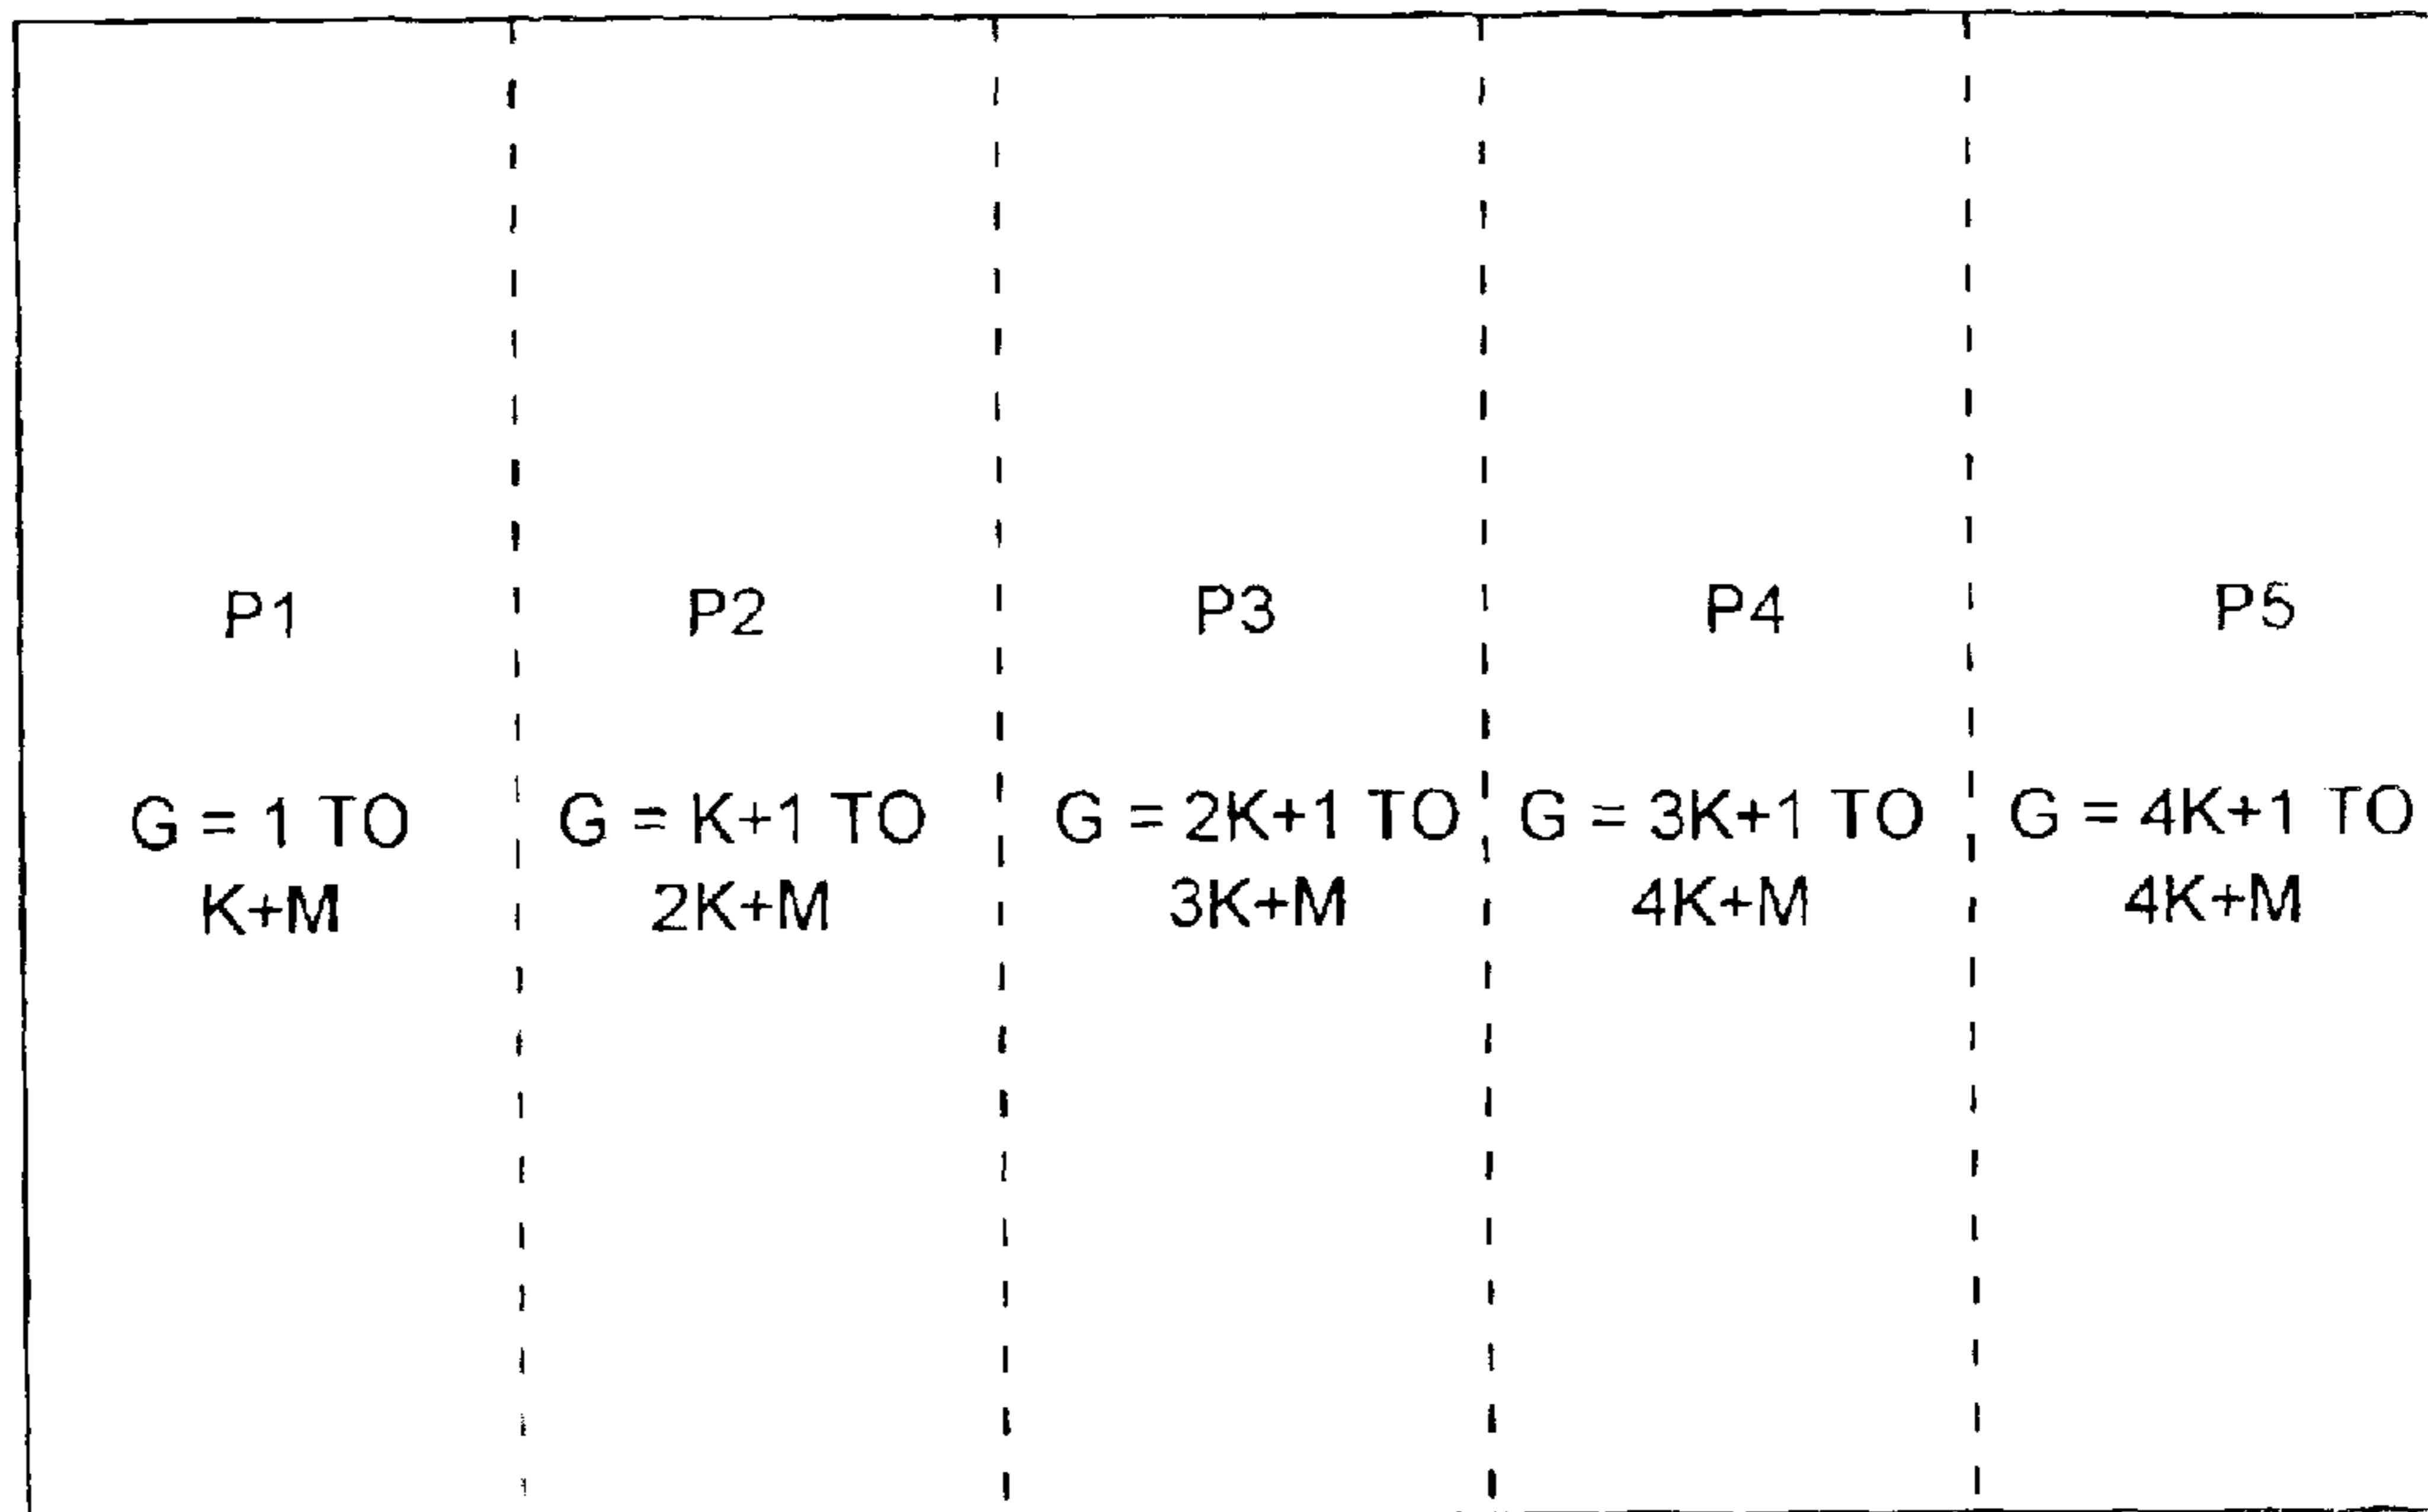 P1
G = 1 TO
K+M
P2
G = K+1 TO
2K+M
P3
G = 2K+1 TO
3K+M
P4
G = 3K+1 TO
4K+M
P5
G = 4K+1 TO
4K+M